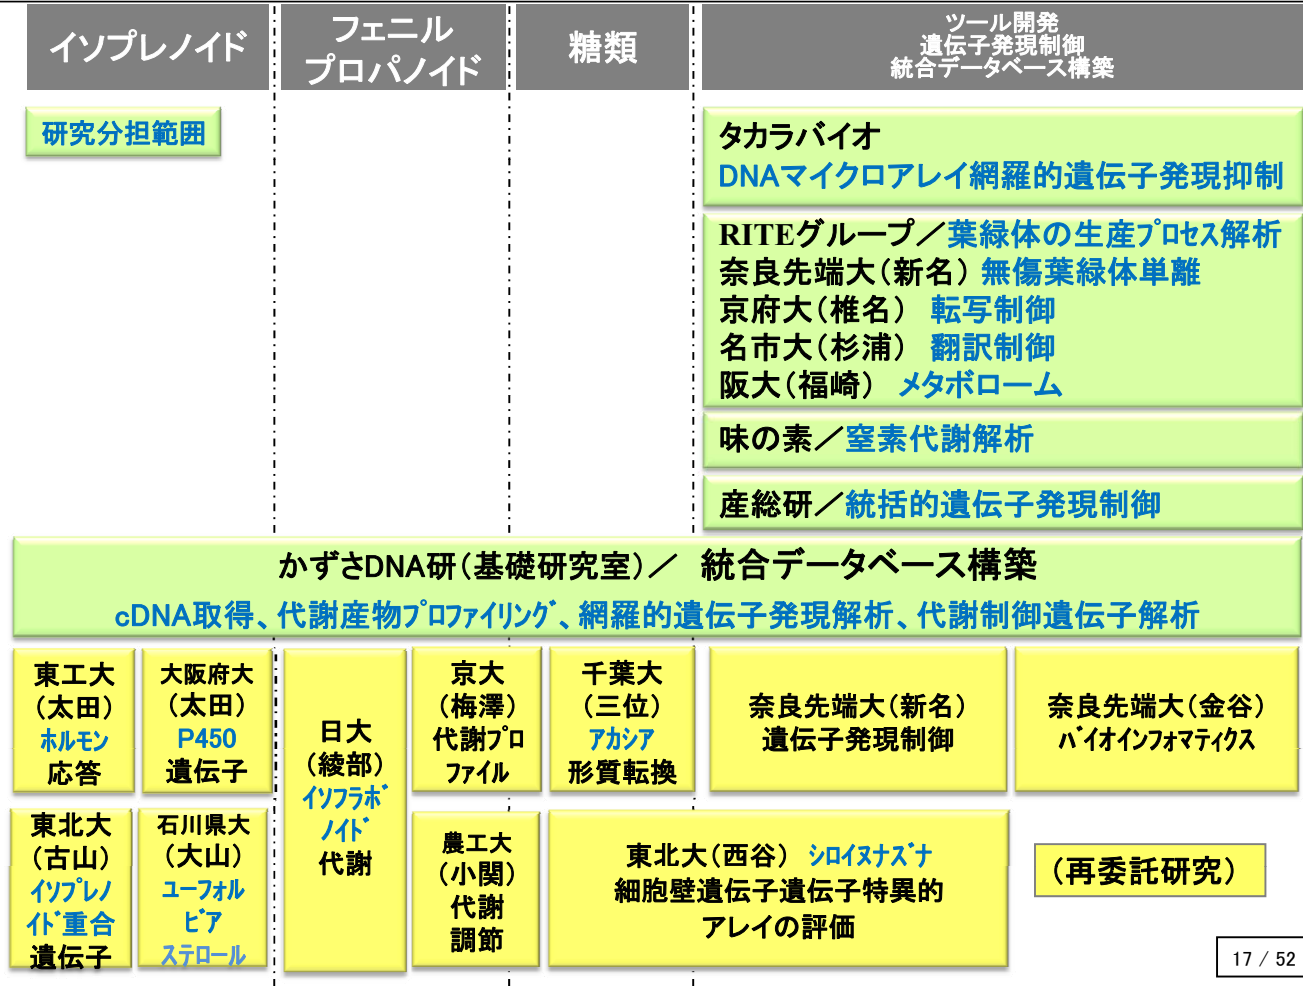 イソプレノイド
フェニル
プロパノイド
糖類
ツール開発
遺伝子発現制御
統合データベース構築
研究分担範囲
タカラバイオ
DNAマイクロアレイ網羅的遺伝子発現抑制
RITEグループ／葉緑体の生産プロセス解析
奈良先端大（新名） 無傷葉緑体単離
京府大（椎名） 転写制御
名市大（杉浦） 翻訳制御
阪大（福崎） メタボローム
味の素／窒素代謝解析
産総研／統括的遺伝子発現制御
かずさDNA研（基礎研究室）／ 統合データベース構築
cDNA取得、代謝産物プロファイリング、網羅的遺伝子発現解析、代謝制御遺伝子解析
東工大
（太田）
ホルモン
応答
大阪府大
（太田）
P450
遺伝子
日大
（綾部）
イソフラボ
ノイド
代謝
京大
（梅澤）
代謝プロ
ファイル
千葉大
（三位）
アカシア
形質転換
奈良先端大（新名）
遺伝子発現制御
奈良先端大（金谷）
バイオインフォマティクス
東北大
（古山）
イソプレノ
イド重合
遺伝子
石川県大
（大山）
ユーフォル
ビア
ステロール
農工大
（小関）
代謝
調節
東北大（西谷） シロイヌナズナ
細胞壁遺伝子遺伝子特異的
アレイの評価
（再委託研究）
17 / 52